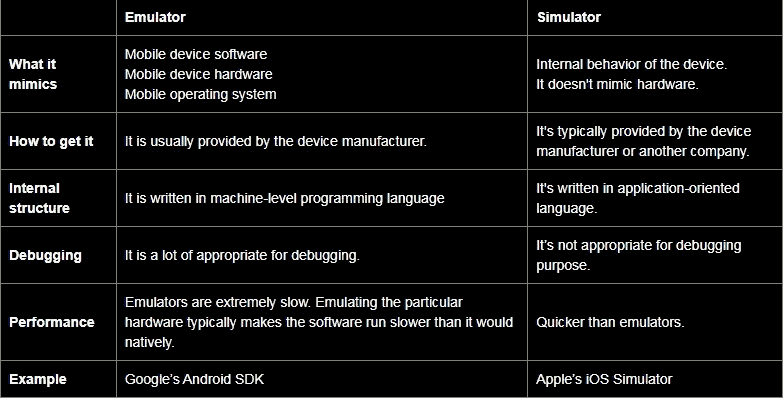 Emulator
Simulator
What it
mimics
Mobile device software
Mobile device hardware
Mobile operating system
Internal behavior of the device.
It doesn't mimic hardware.
How to get it
It is usually provided by the device manufacturer.
It's typically provided by the device
manufacturer or another company.
Internal
structure
It is written in machine-level programming language
It's written in application-oriented
language.
Debugging
It is a lot of appropriate for debugging.
It’s not appropriate for debugging
purpose.
Performance
Emulators are extremely slow. Emulating the particular
hardware typically makes the software run slower than it would
natively.
Quicker than emulators.
Example
Google’s Android SDK
Apple’s iOS Simulator